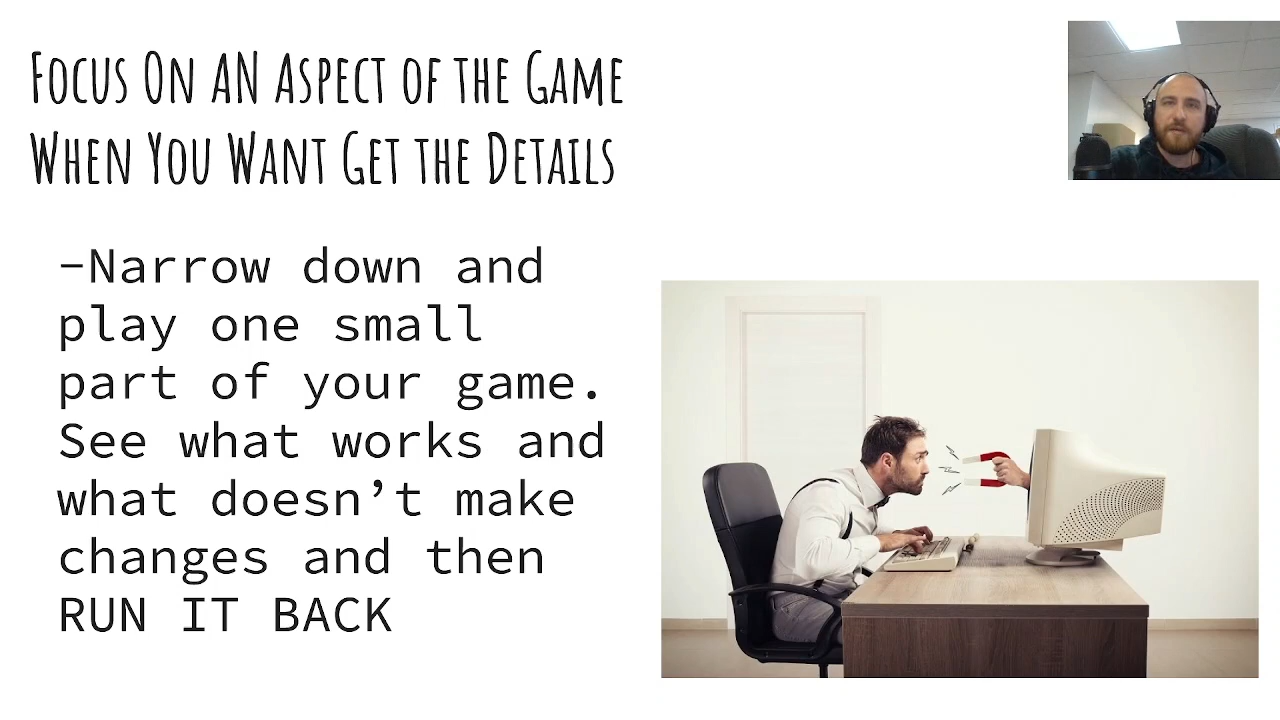 Focus On AN Aspect of the Game
When You Want Get the Details
-Narrow down and
play one small
part of your game.
See what works and
what doesn’t make
changes and then
RUN IT BACK